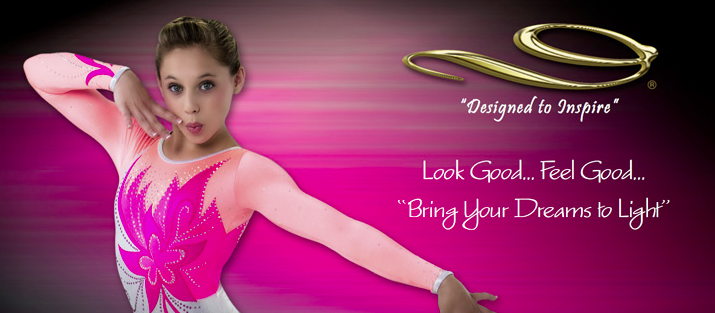 ®
"Designed to Inspire"
Look Good... Feel Good...
"Bring Your Dreams to Light"